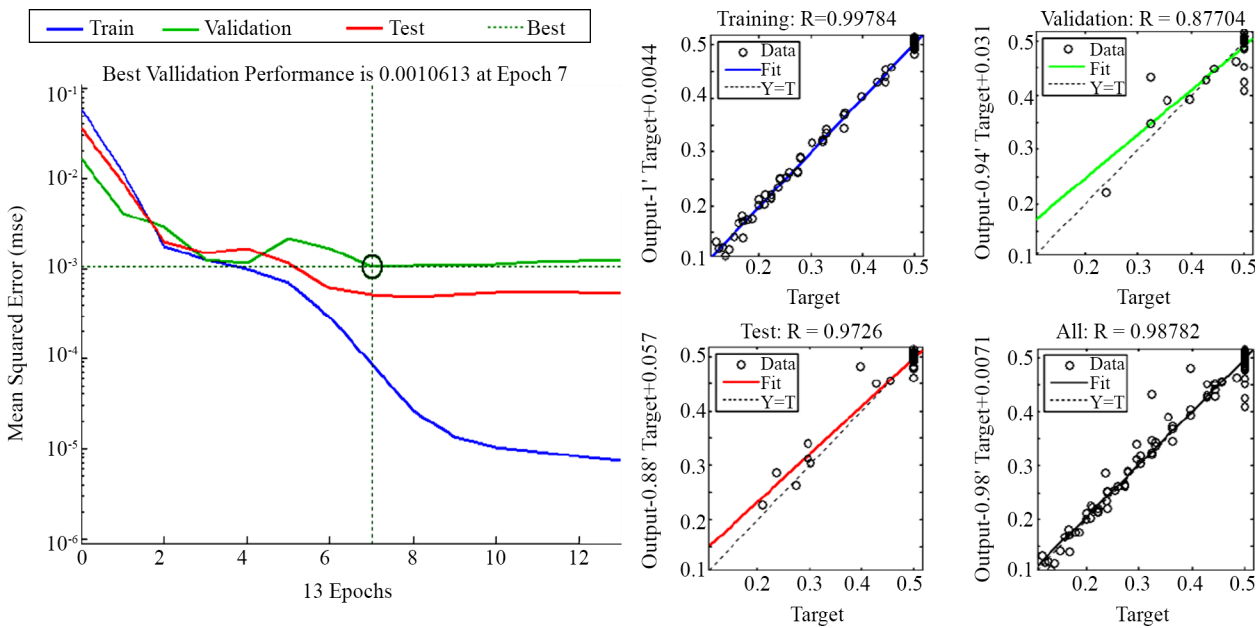 Train
Validation
Test
Best
Best Vallidation Performance is 0.0010613 at Epoch 7
Mean Squared Error (mse)
10-1
10-2
10-3
10-4
10-5
10-6
0
2
4
6
8
10
12
13 Epochs
Training: R=0.99784
Output-1' Target+0.0044
Data
Fit
Y=T
0.5
0.4
0.3
0.2
0.1
0.2
0.3
0.4
0.5
Target
Validation: R = 0.87704
Output-0.94' Target+0.031
Data
Fit
Y=T
0.5
0.4
0.3
0.2
0.1
0.2
0.3
0.4
0.5
Target
Test: R = 0.9726
Output-0.88' Target+0.057
Data
Fit
Y=T
0.5
0.4
0.3
0.2
0.1
0.2
0.3
0.4
0.5
Target
All: R = 0.98782
Output-0.98' Target+0.0071
Data
Fit
Y=T
0.5
0.4
0.3
0.2
0.1
0.2
0.3
0.4
0.5
Target